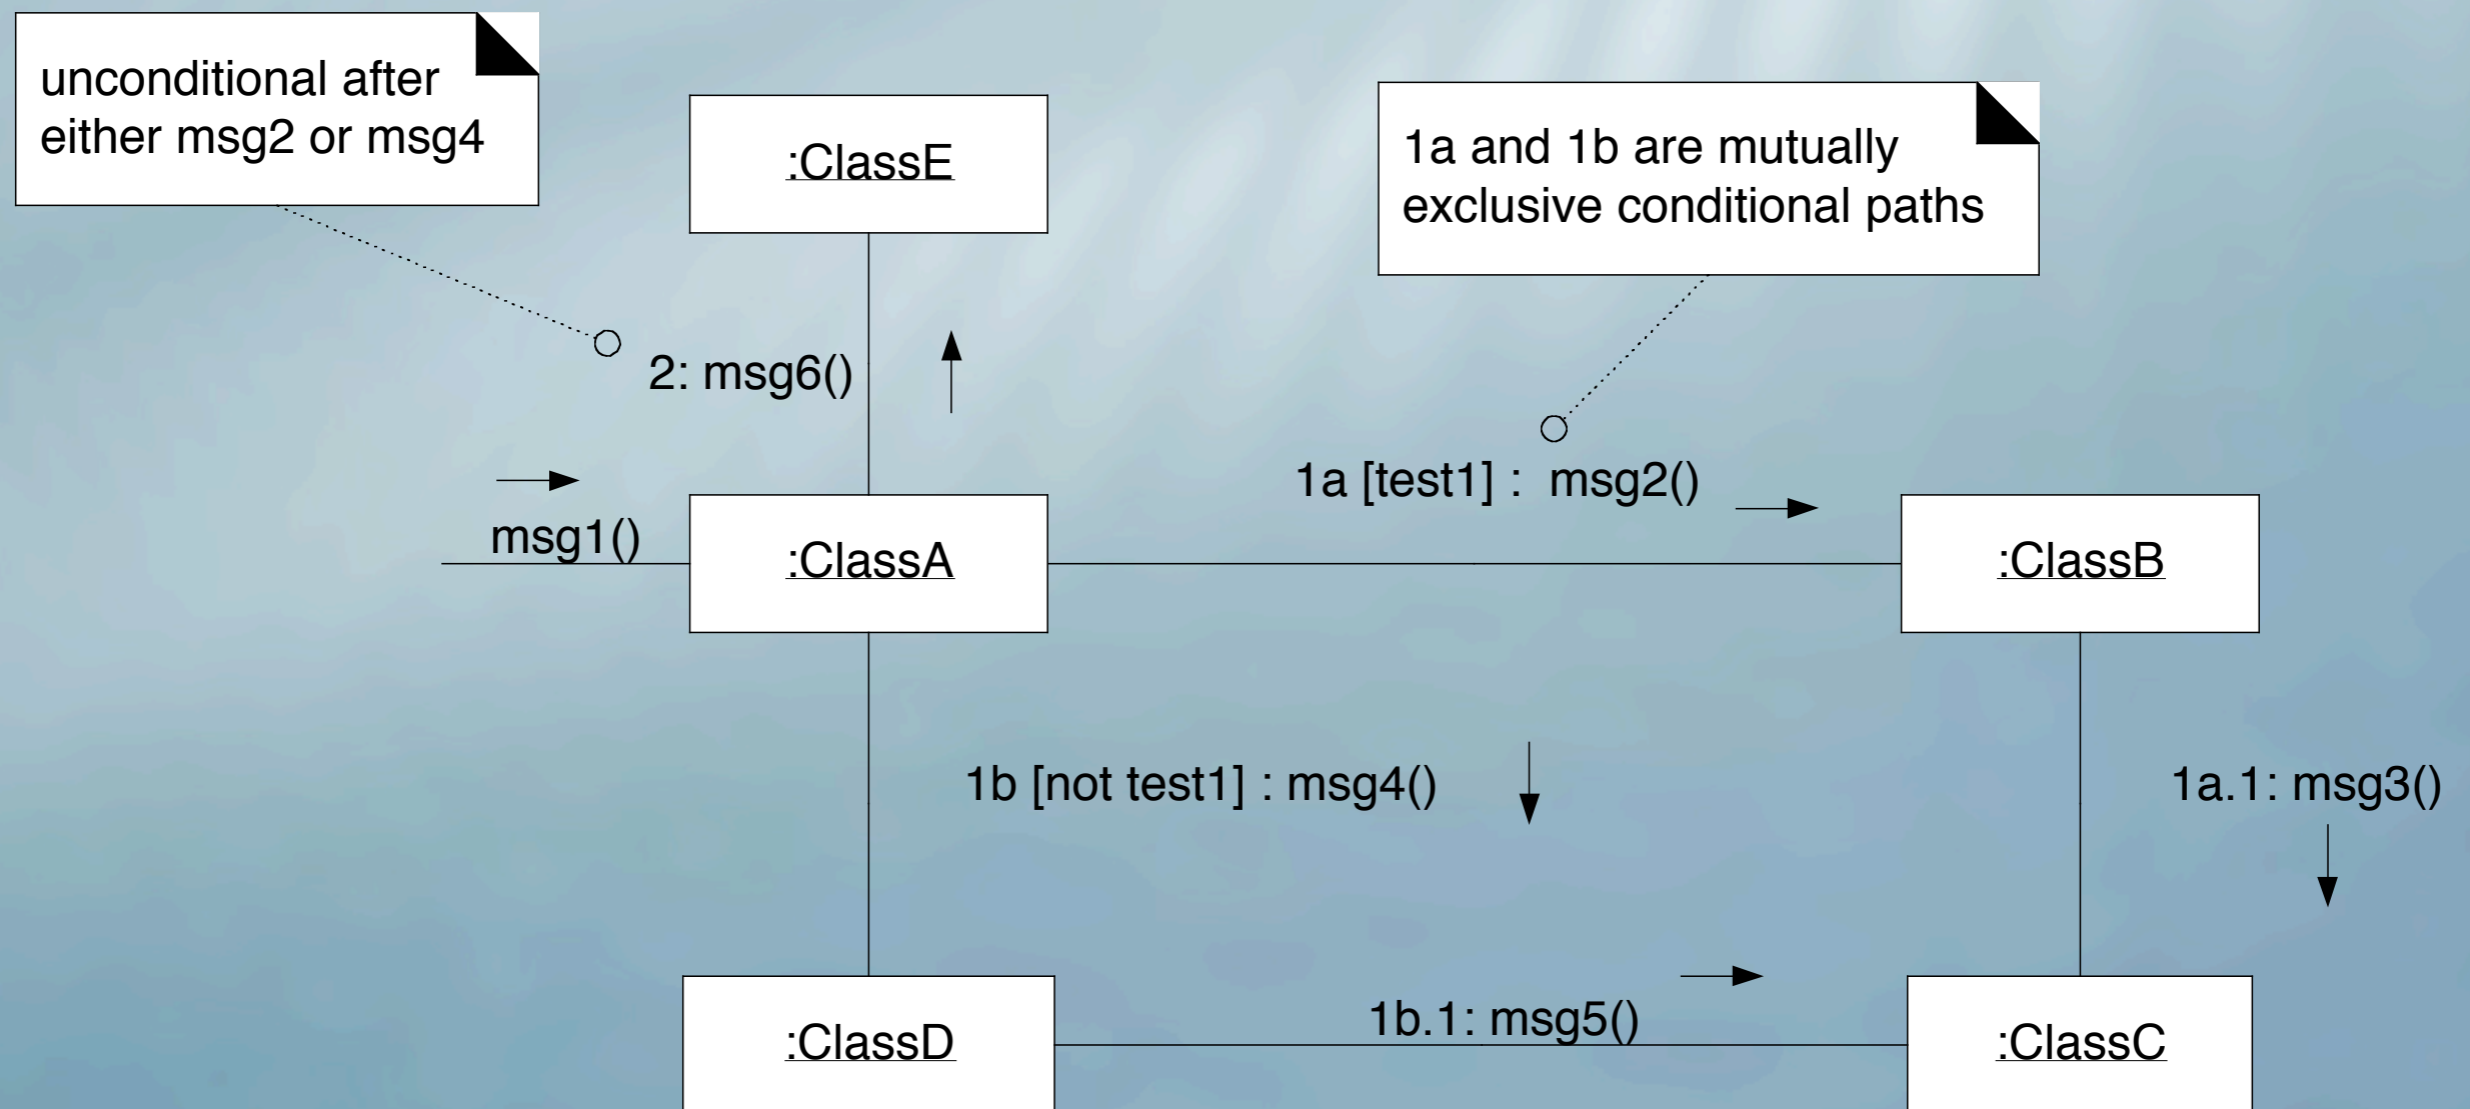 unconditional after
either msg2 or msg4
:ClassE
1a and 1b are mutually
exclusive conditional paths
2: msg6()
msg1()
:ClassA
1a [test1] :  msg2()
:ClassB
1b [not test1] : msg4()
1a.1: msg3()
:ClassD
1b.1: msg5()
:ClassC